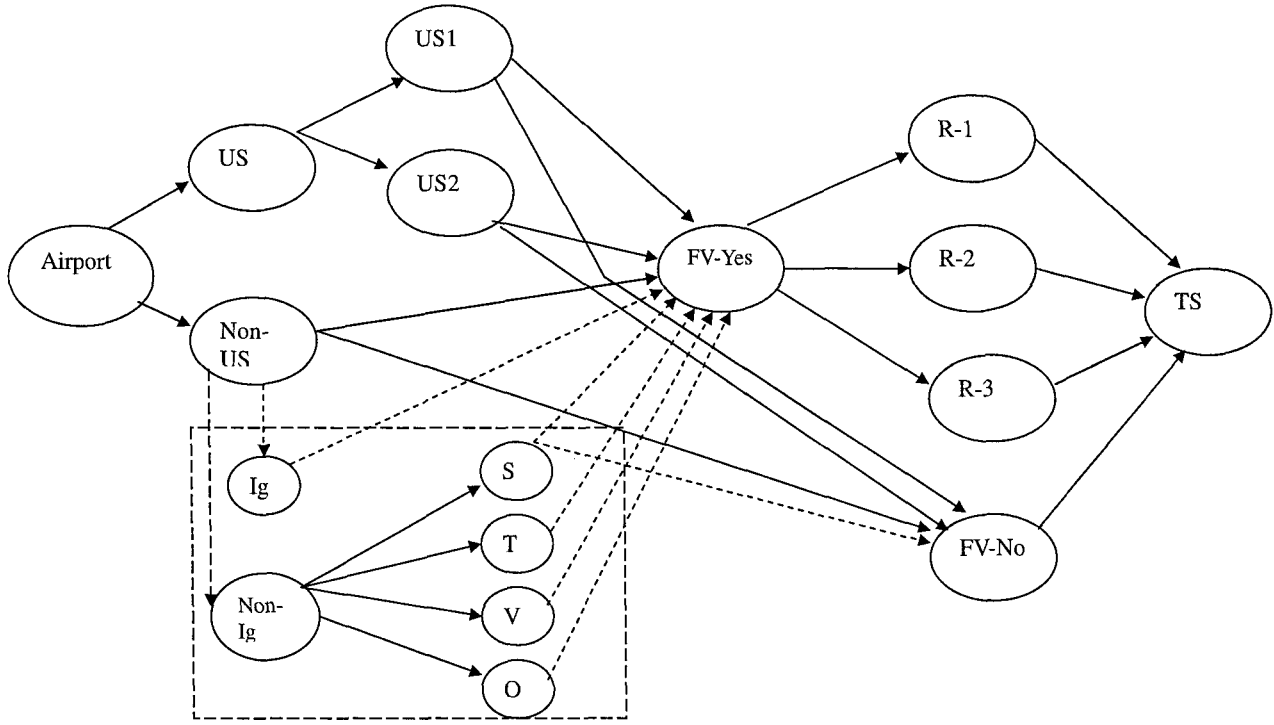 US1
US
US2
Airport
Non-
US
Ig
Non-
Ig
S
T
V
O
FV-Yes
R-1
R-2
R-3
FV-No
TS